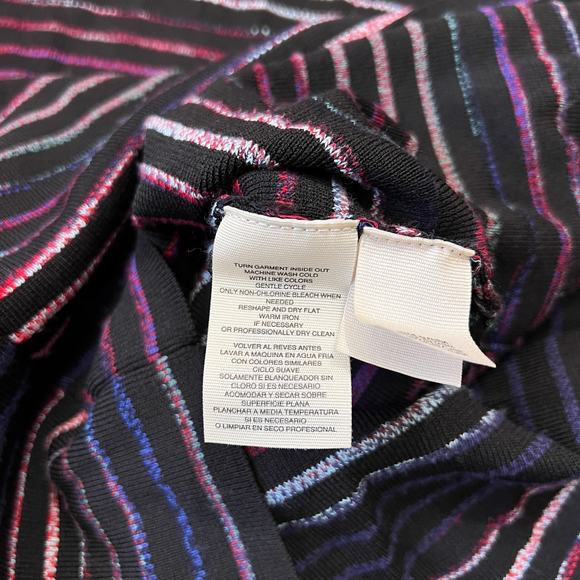 TURN GARMENT INSIDE OUT
MACHINE WASH COLD
WITH LIKE COLORS
GENTLE CYCLE
ONLY NON-CHLORINE BLEACH WHEN
NEEDED
RESHAPE AND DRY FLAT
WARM IRON
IF NECESSARY
OR PROFESSIONALLY DRY CLEAN
VOLVER AL REVES ANTES
LAVAR A MAQUINA EN AGUA FRIA
CON COLORES SIMILARES
CICLO SUAVE
SOLAMENTE BLANQUEADOR SIN
CLORO SI ES NECESARIO
ACOMODAR Y SECAR SOBRE
SUPERFICIE PLANA
PLANCHAR A MEDIA TEMPERATURA
SI ES NECESARIO
O LIMPIAR EN SECO PROFESIONAL